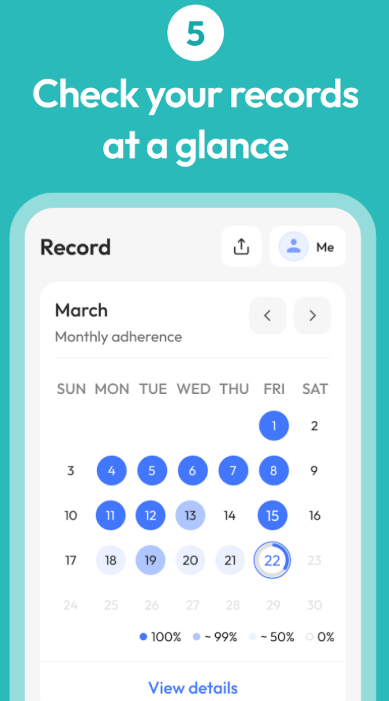 5
Check your records
at a glance
Record
Me
March
Monthly adherence
SUN MON TUE WED THU FRI SAT
1 2
3 4 5 6 7 8 9
10 11 12 13 14 15 16
17 18 19 20 21 22 23
24 25 26 27 28 29 30
100% ~ 99% ~ 50% 0%
View details